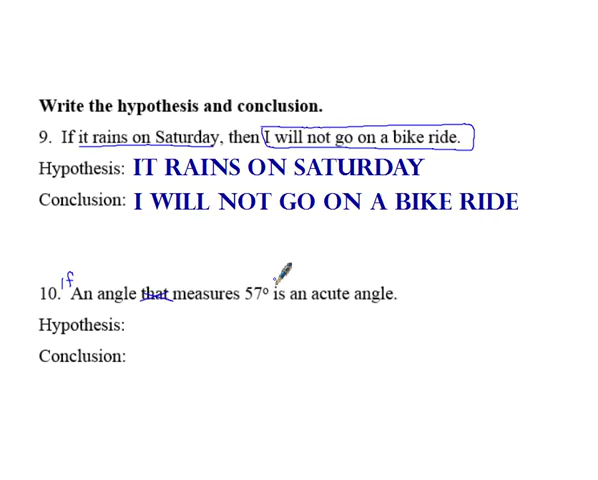 Write the hypothesis and conclusion.
9. If it rains on Saturday, then I will not go on a bike ride.
Hypothesis: IT RAINS ON SATURDAY
Conclusion: I WILL NOT GO ON A BIKE RIDE
If
10. An angle that measures 57° is an acute angle.
Hypothesis:
Conclusion: